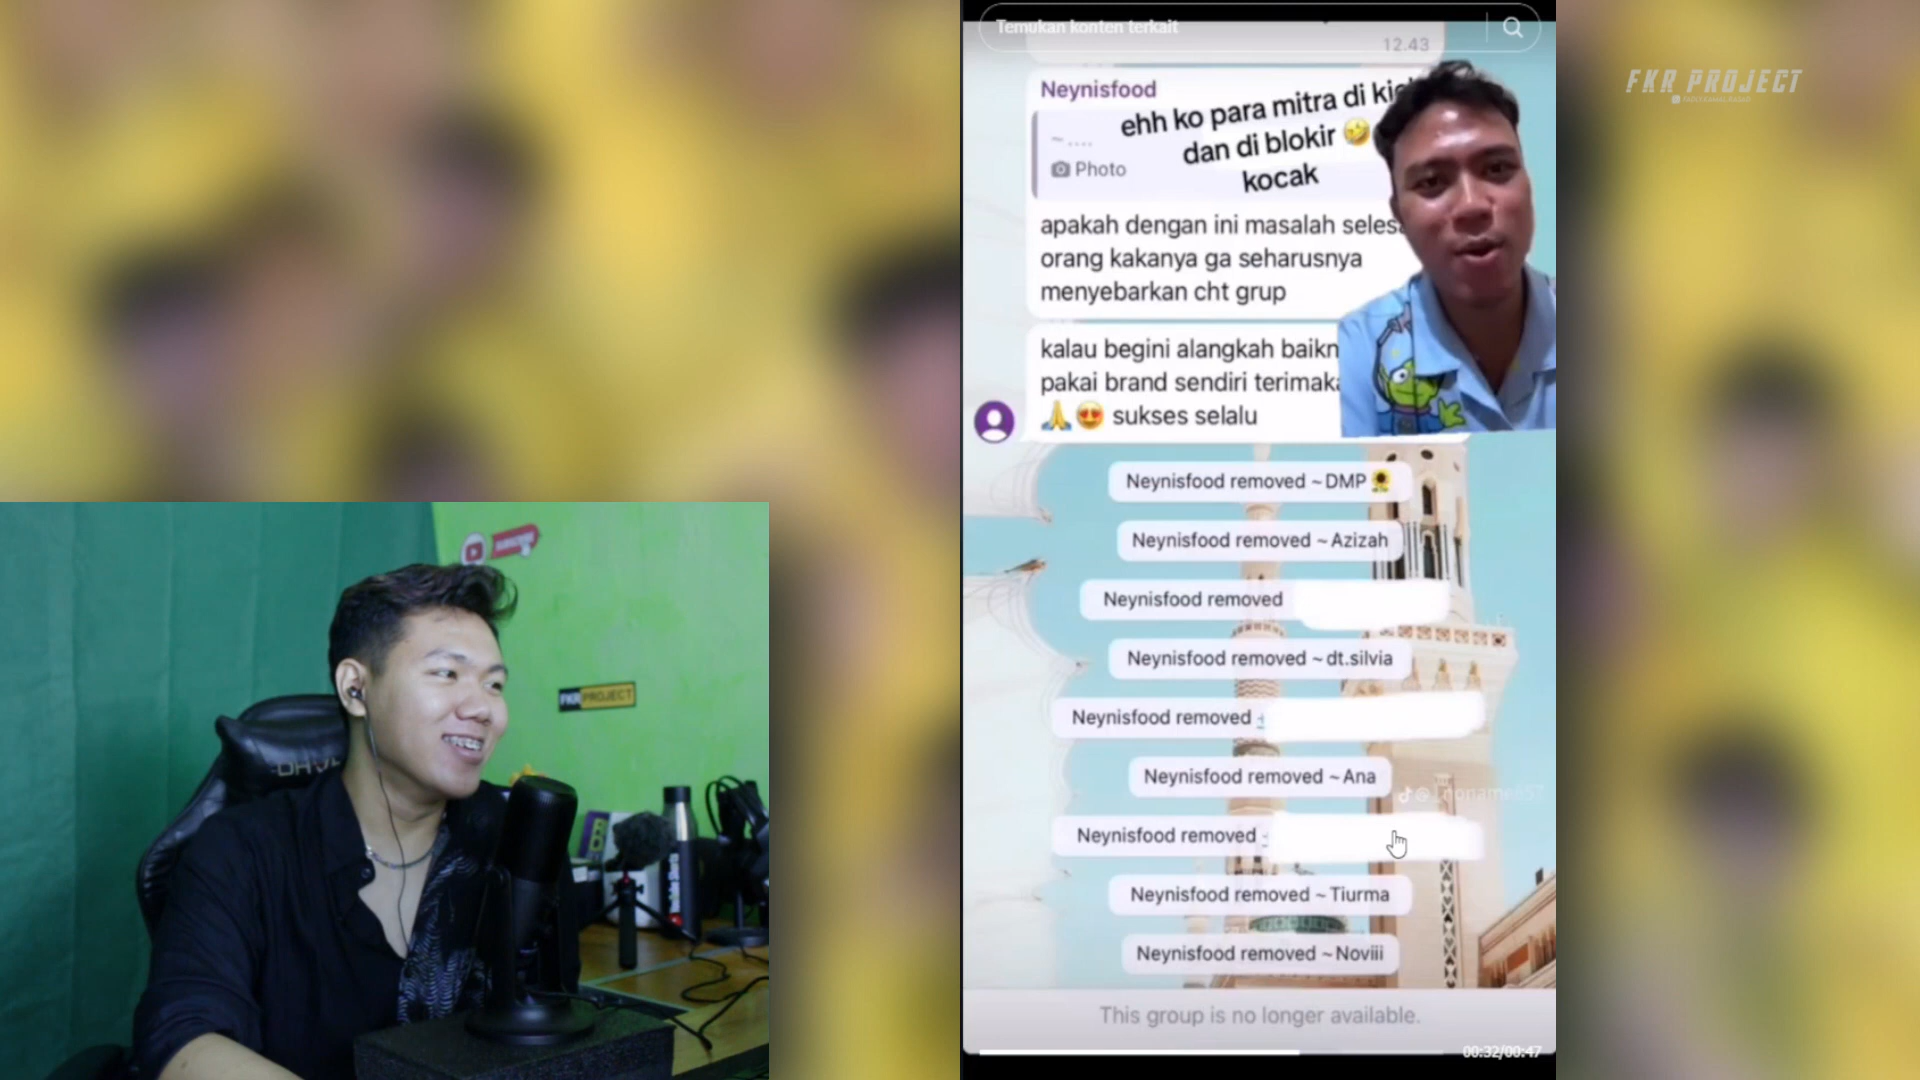 Temukan konten terkait
12.43
Neynisfood
ehh ko para mitra di
dan di blokir 🤣
kocak
~....
Photo
apakah dengan ini masalah
orang kakanya ga seharusnya
menyebarkan cht grup
kalau begini alangkah
pakai brand sendiri
🙏😍 sukses selalu
Neynisfood removed ~DMP🌻
Neynisfood removed ~Azizah
Neynisfood removed
Neynisfood removed ~dt.silvia
Neynisfood removed
Neynisfood removed ~Ana
Neynisfood removed
Neynisfood removed ~Tiurma
Neynisfood removed ~Noviii
This group is no longer available.
00:32/00:47
FKR PROJECT
SUBSCRIBE
FKR PROJECT